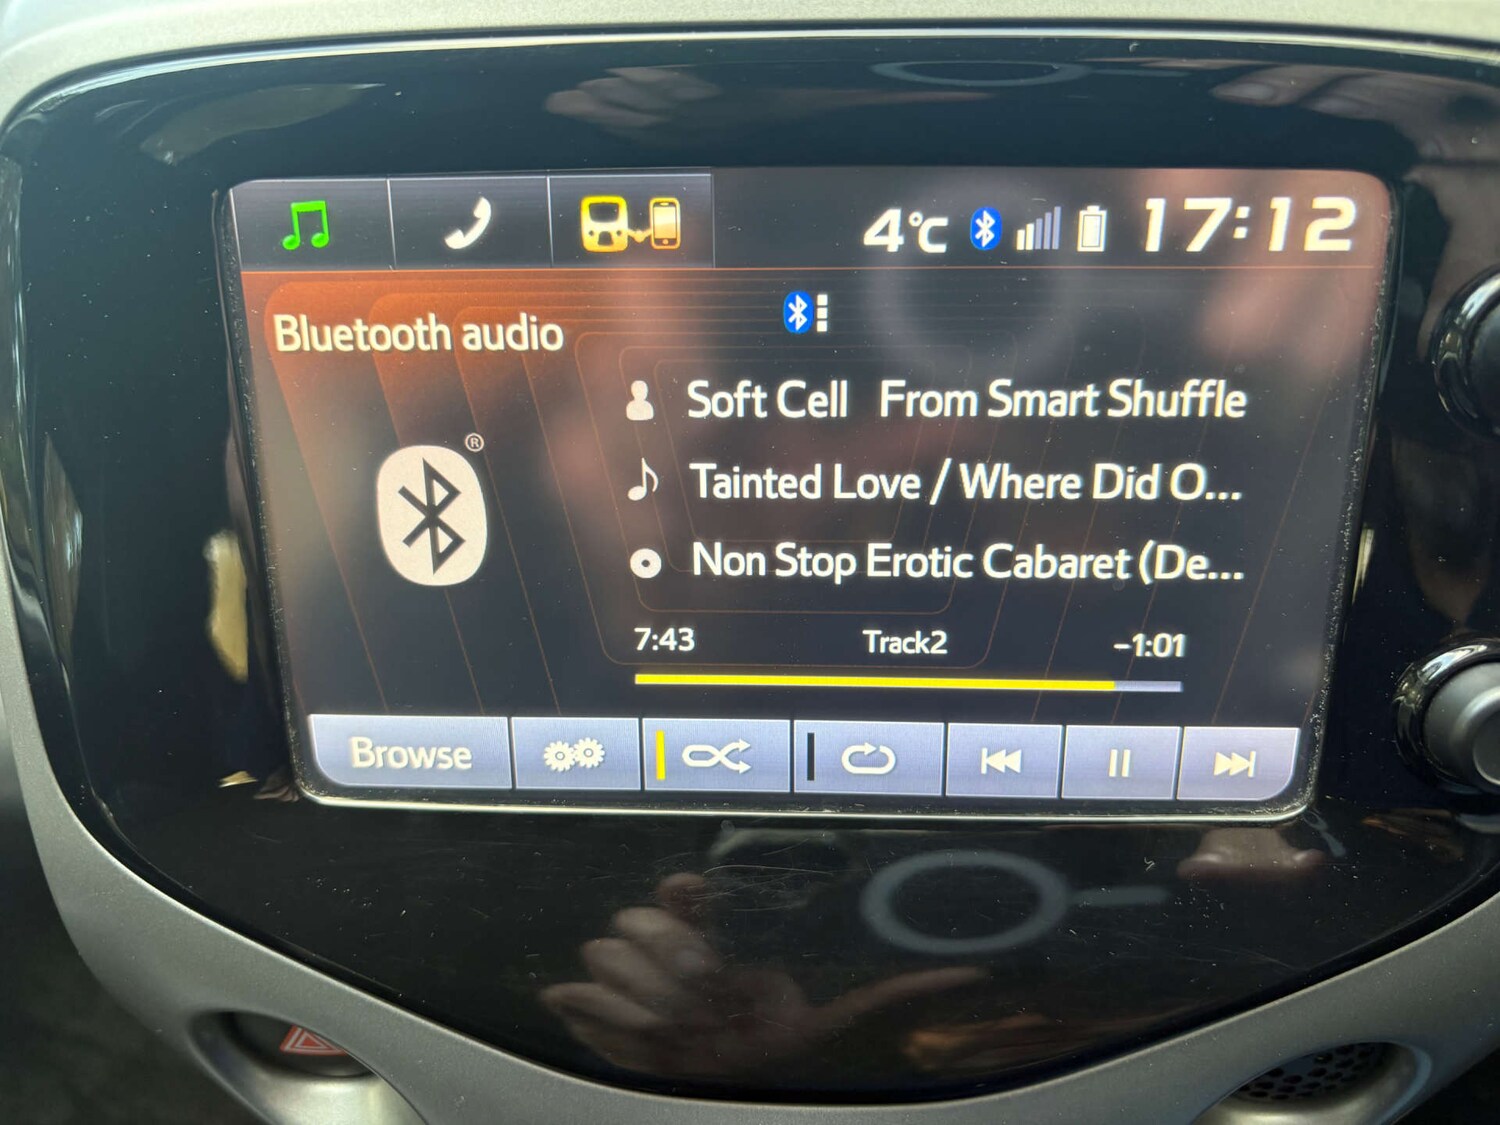 4°C 17:12
Bluetooth audio
®
Soft Cell From Smart Shuffle
Tainted Love / Where Did O...
Non Stop Erotic Cabaret (De...
7:43 Track2 -1:01
Browse